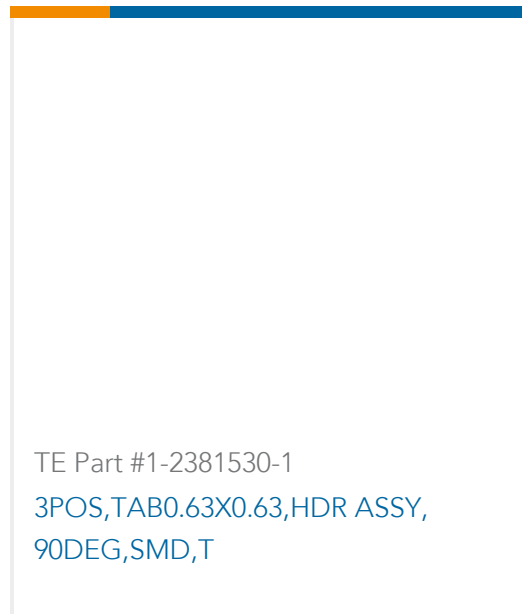 TE Part #1-2381530-1
3POS,TAB0.63X0.63,HDR ASSY,
90DEG,SMD,T